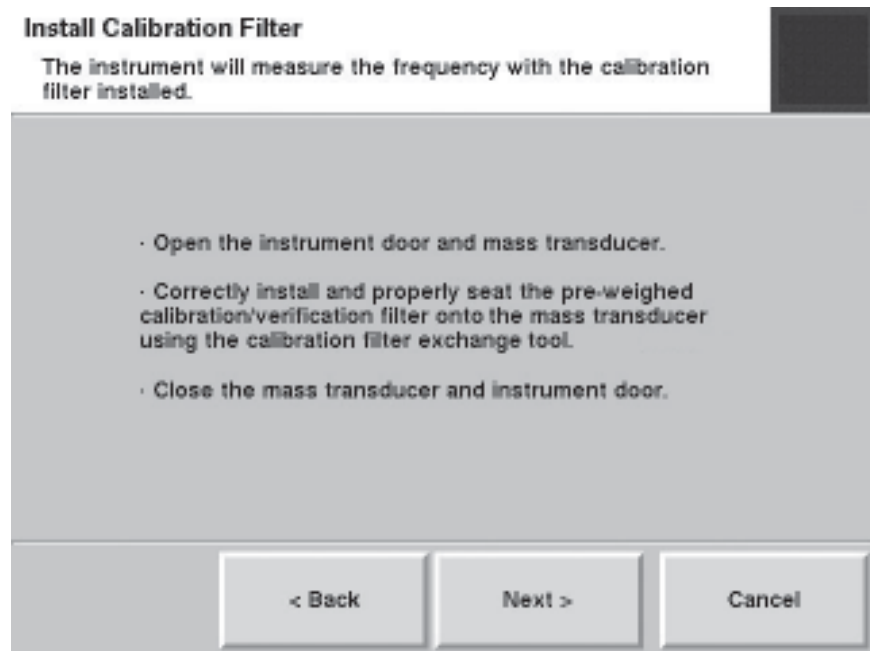 Install Calibration Filter
The instrument will measure the frequency with the calibration
filter installed.
· Open the instrument door and mass transducer.
· Correctly install and properly seat the pre-weighed
calibration/verification filter onto the mass transducer
using the calibration filter exchange tool.
· Close the mass transducer and instrument door.
< Back
Next >
Cancel